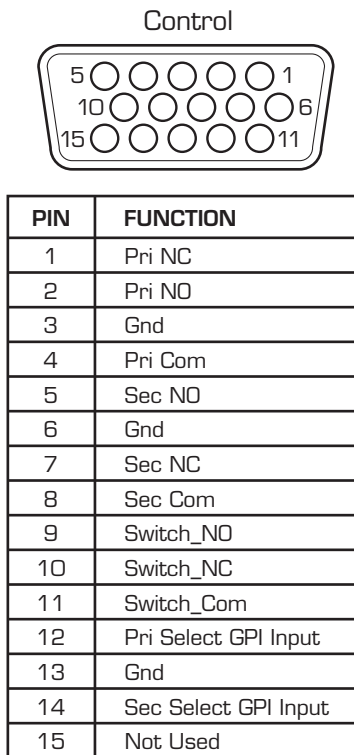 Control
5 1
10 6
15 11
PIN FUNCTION
1 Pri NC
2 Pri NO
3 Gnd
4 Pri Com
5 Sec NO
6 Gnd
7 Sec NC
8 Sec Com
9 Switch_NO
10 Switch_NC
11 Switch_Com
12 Pri Select GPI Input
13 Gnd
14 Sec Select GPI Input
15 Not Used